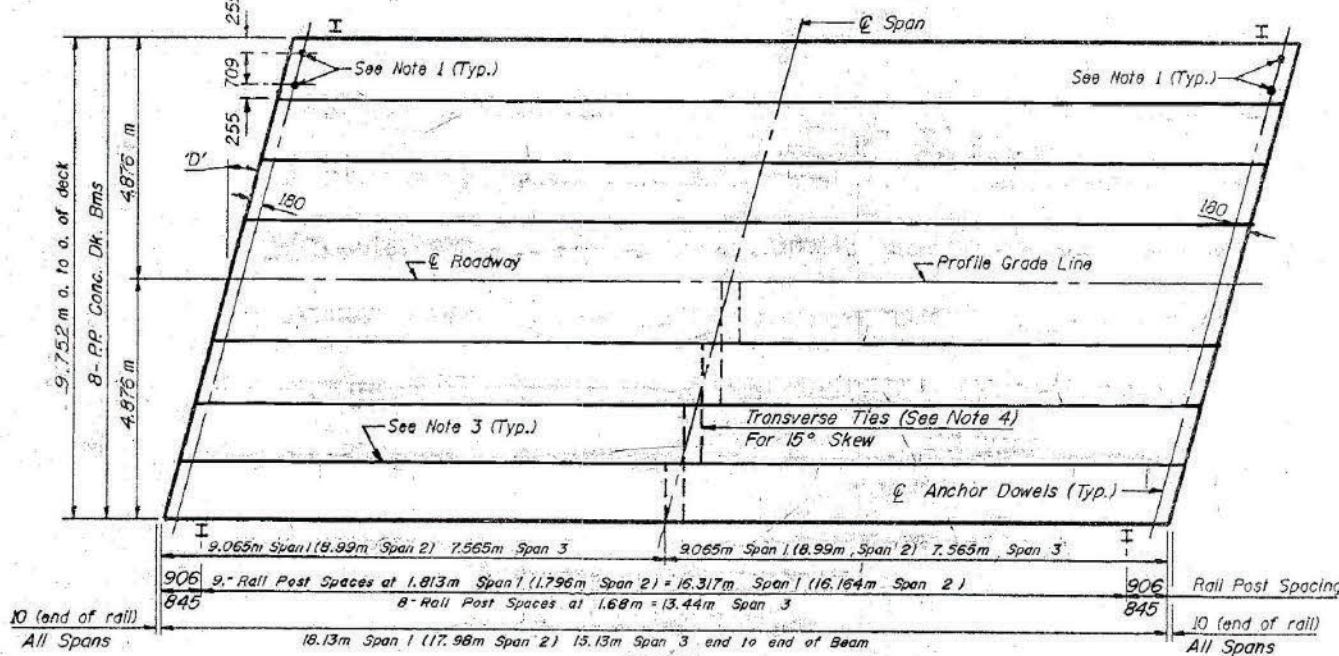 255
I
℄ Span
I
See Note 1 (Typ.)
See Note 1 (Typ.)
709
255
9.752 m o. to o. of deck
8-P.P. Conc. Dk. Bms
4.876 m
4.876 m
'D'
180
180
℄ Roadway
Profile Grade Line
Transverse Ties (See Note 4)
For 15° Skew
See Note 3 (Typ.)
℄ Anchor Dowels (Typ.)
I
I
9.065m Span 1 (8.99m Span 2) 7.565m Span 3
9.065m Span 1 (8.99m Span 2) 7.565m Span 3
906
9-Rail Post Spaces at 1.813m Span 1 (1.796m Span 2) = 16.317m Span 1 (16.164m Span 2)
906
Rail Post Spacing
845
8-Rail Post Spaces at 1.68m = 13.44m Span 3
845
10 (end of rail)
All Spans
18.13m Span 1 (17.98m Span 2) 15.13m Span 3 end to end of Beam
10 (end of rail)
All Spans